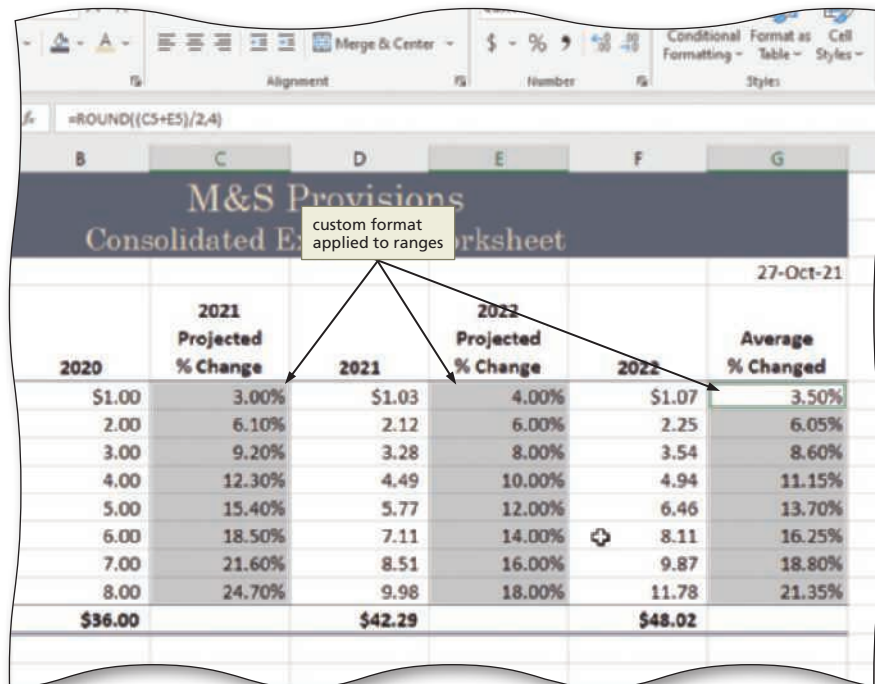 Merge & Center
$ % 9
Conditional Format as Cell
Formatting Table Styles
Alignment Number Styles
fx =ROUND((C5+E5)/2,4)
B C D E F G
M&S Provisions
Consolidated E orksheet
custom format
applied to ranges
27-Oct-21
2021 2022
Projected Projected Average
2020 % Change 2021 % Change 2022 % Changed
$1.00 3.00% $1.03 4.00% $1.07 3.50%
2.00 6.10% 2.12 6.00% 2.25 6.05%
3.00 9.20% 3.28 8.00% 3.54 8.60%
4.00 12.30% 4.49 10.00% 4.94 11.15%
5.00 15.40% 5.77 12.00% 6.46 13.70%
6.00 18.50% 7.11 14.00% 8.11 16.25%
7.00 21.60% 8.51 16.00% 9.87 18.80%
8.00 24.70% 9.98 18.00% 11.78 21.35%
$36.00 $42.29 $48.02